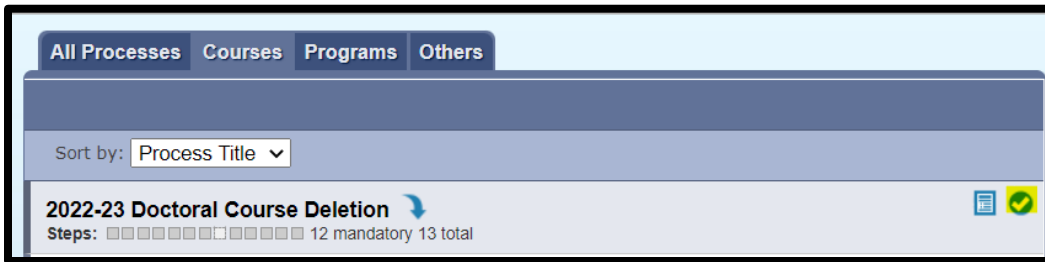 All Processes Courses Programs Others
Sort by: Process Title
2022-23 Doctoral Course Deletion
Steps: 12 mandatory 13 total